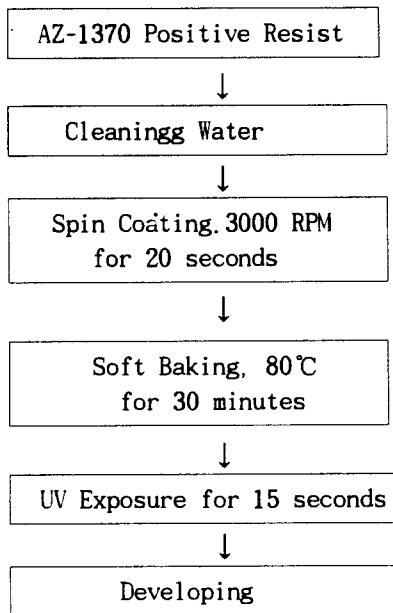 AZ-1370 Positive Resist
↓
Cleaningg Water
↓
Spin Coating. 3000 RPM
for 20 seconds
↓
Soft Baking, 80℃
for 30 minutes
↓
UV Exposure for 15 seconds
↓
Developing